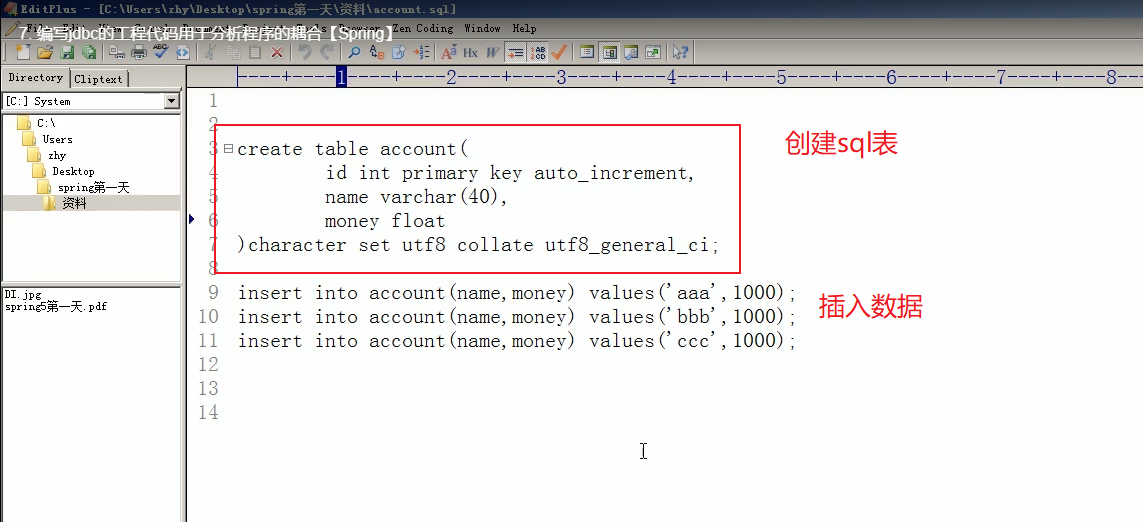 EditPlus - [C:\Users\zhy\Desktop\spring第一天\资料\account.sql]
7. 编写jdbc的工程代码用于分析程序的耦合【Spring】
Zen Coding Window Help
Directory Cliptext
[C:] System
C:\
Users
zhy
Desktop
spring第一天
资料
DI.jpg
spring5第一天.pdf
----+----1----+----2----+----3----+----4----+----5----+----6----+----7----+----8--
1
2
3 create table account(
4 id int primary key auto_increment,
5 name varchar(40),
6 money float
7 )character set utf8 collate utf8_general_ci;
8
9 insert into account(name,money) values('aaa',1000);
10 insert into account(name,money) values('bbb',1000);
11 insert into account(name,money) values('ccc',1000);
12
13
14
创建sql表
插入数据